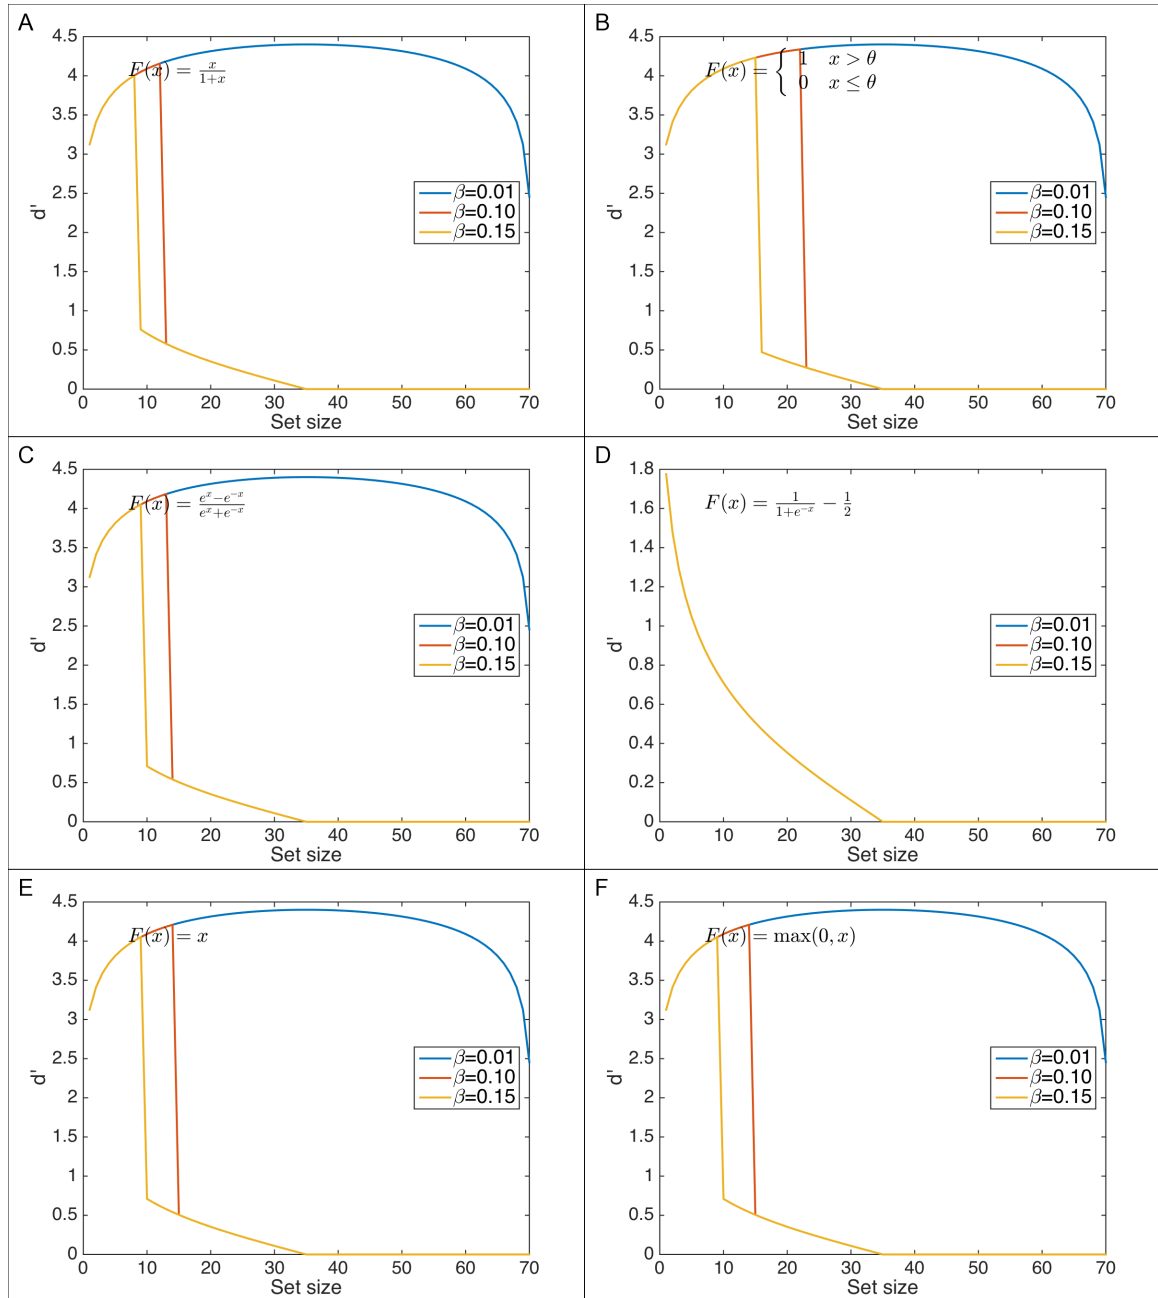 A
4.5
4
3.5
3
2.5
2
1.5
1
0.5
0
d'
F(x) = x/(1+x)
β=0.01
β=0.10
β=0.15
0 10 20 30 40 50 60 70
Set size
B
4.5
4
3.5
3
2.5
2
1.5
1
0.5
0
d'
F(x) = { 1 x > θ
0 x ≤ θ
β=0.01
β=0.10
β=0.15
0 10 20 30 40 50 60 70
Set size
C
4.5
4
3.5
3
2.5
2
1.5
1
0.5
0
d'
F(x) = (e^x − e^−x)/(e^x + e^−x)
β=0.01
β=0.10
β=0.15
0 10 20 30 40 50 60 70
Set size
D
1.8
1.6
1.4
1.2
1
0.8
0.6
0.4
0.2
0
d'
F(x) = 1/(1+e^−x) − 1/2
β=0.01
β=0.10
β=0.15
0 10 20 30 40 50 60 70
Set size
E
4.5
4
3.5
3
2.5
2
1.5
1
0.5
0
d'
F(x) = x
β=0.01
β=0.10
β=0.15
0 10 20 30 40 50 60 70
Set size
F
4.5
4
3.5
3
2.5
2
1.5
1
0.5
0
d'
F(x) = max(0, x)
β=0.01
β=0.10
β=0.15
0 10 20 30 40 50 60 70
Set size